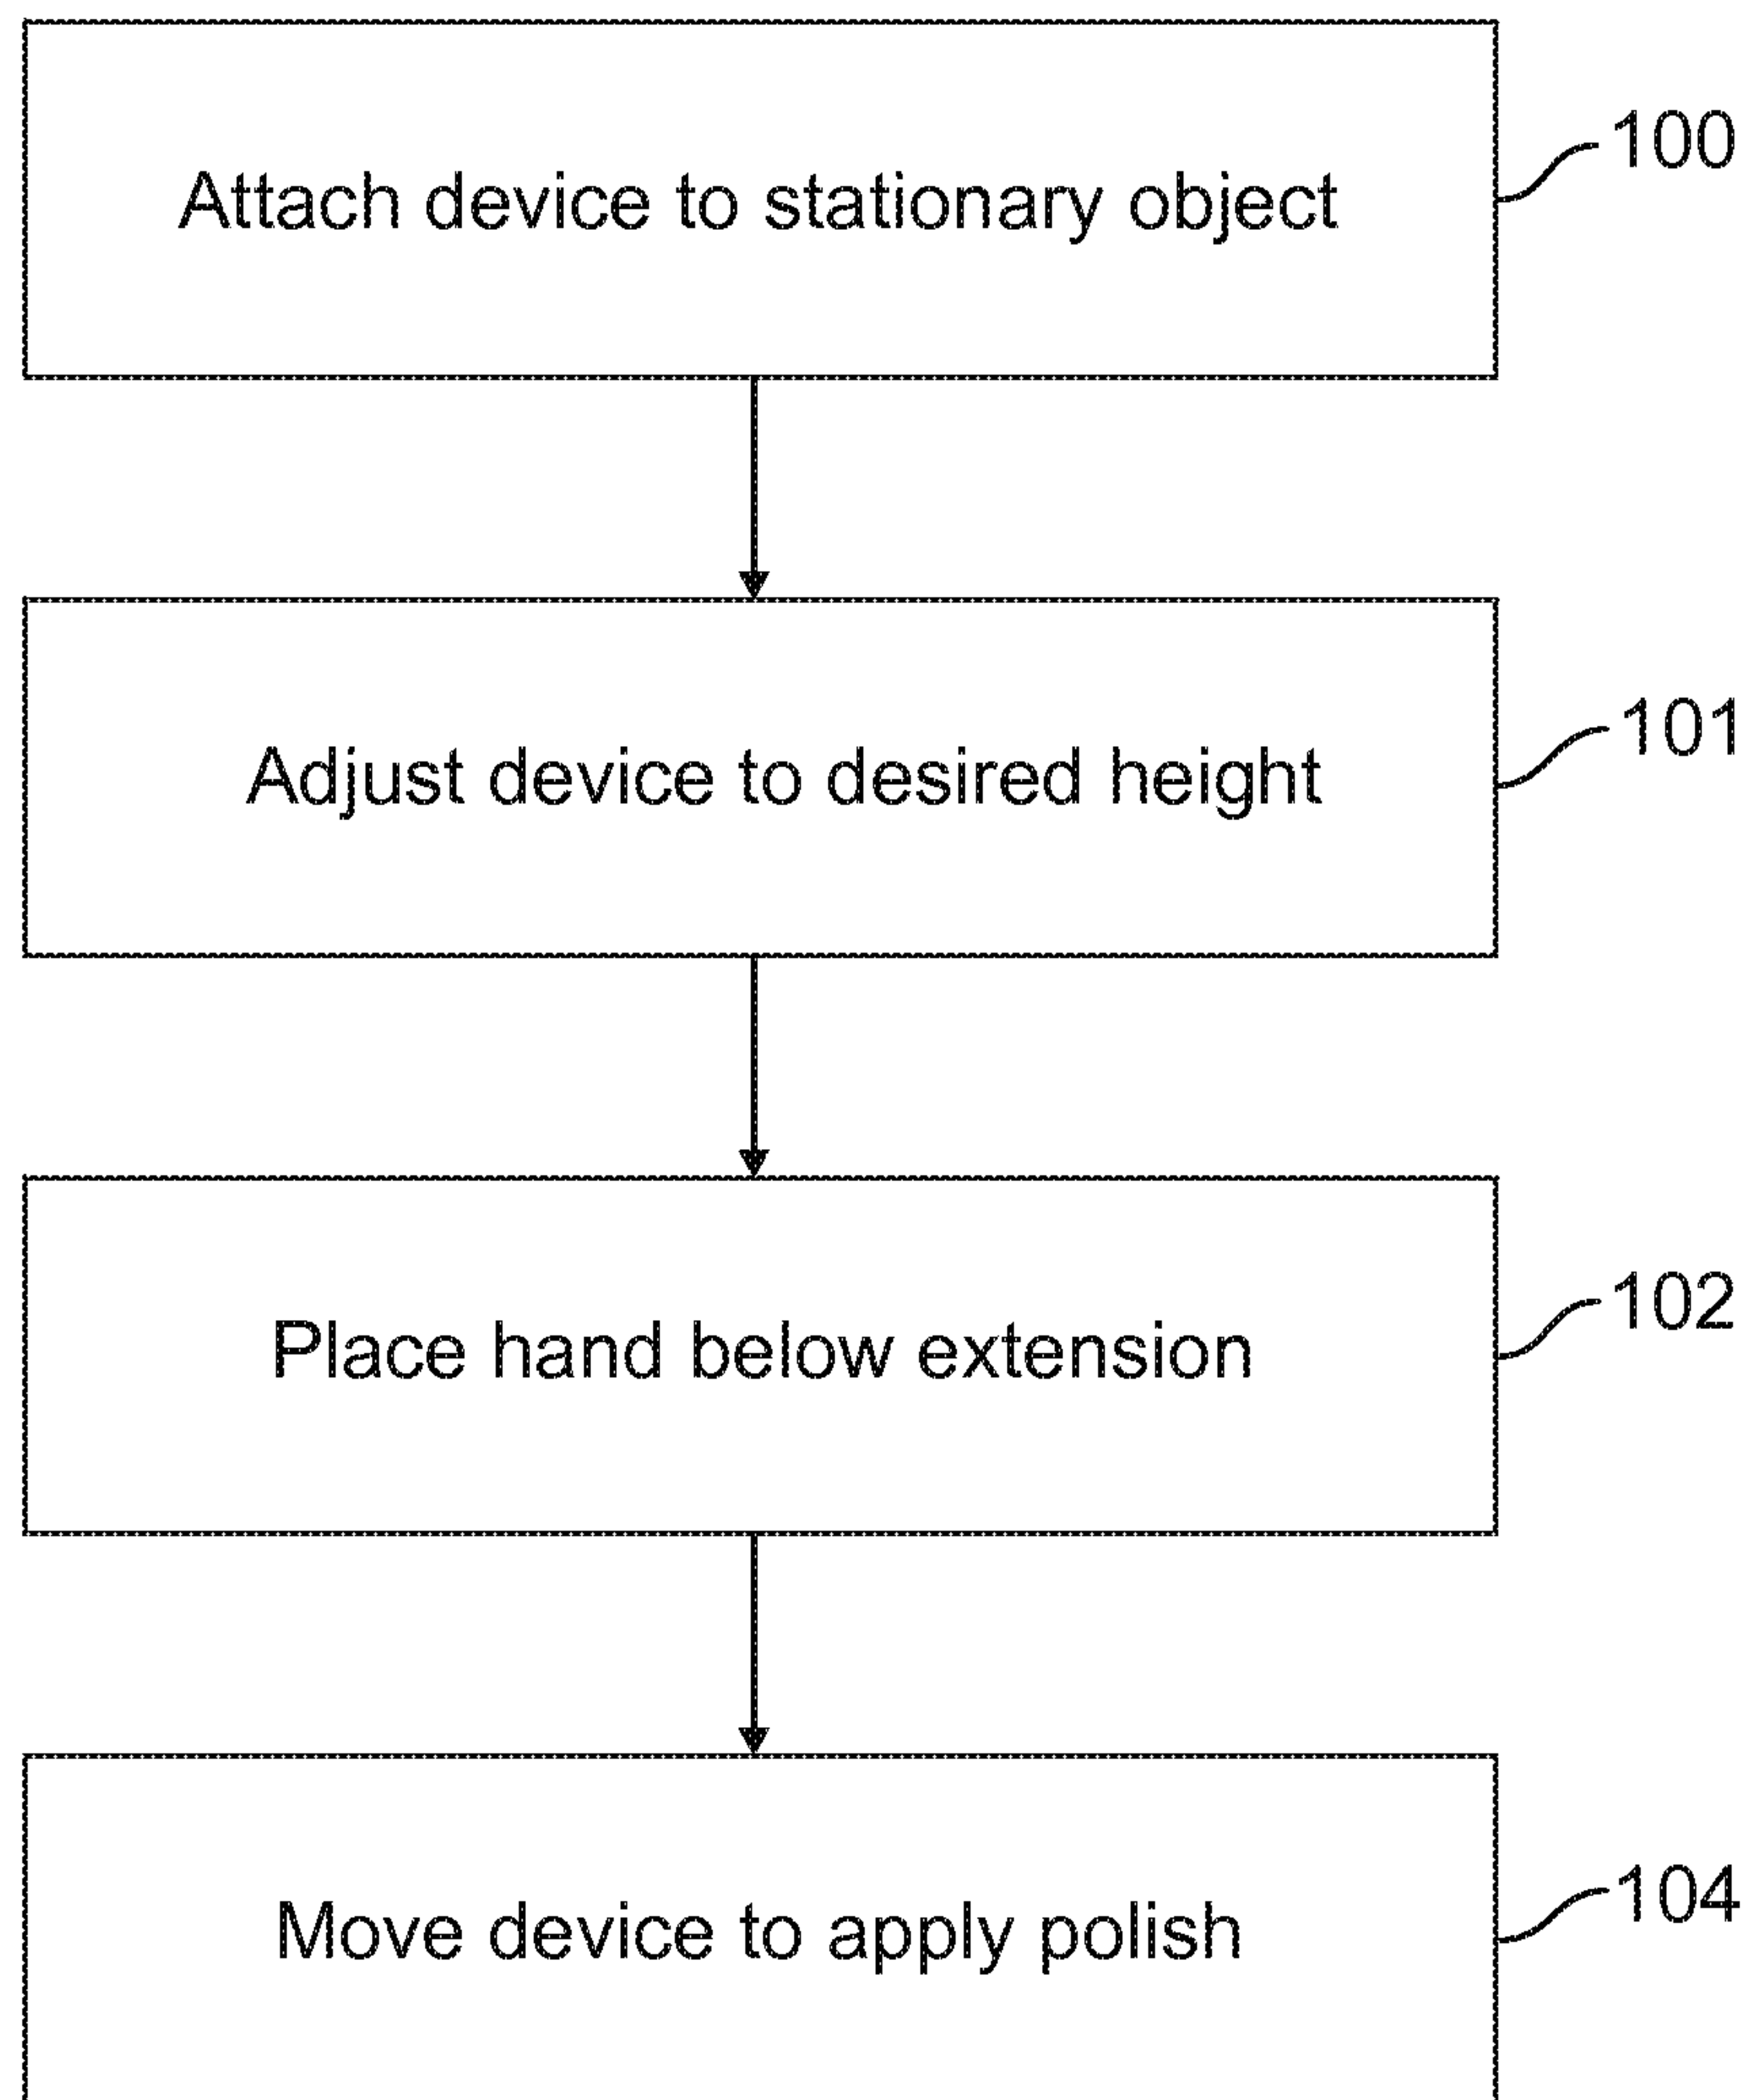 Attach device to stationary object
100
Adjust device to desired height
101
Place hand below extension
102
Move device to apply polish
104